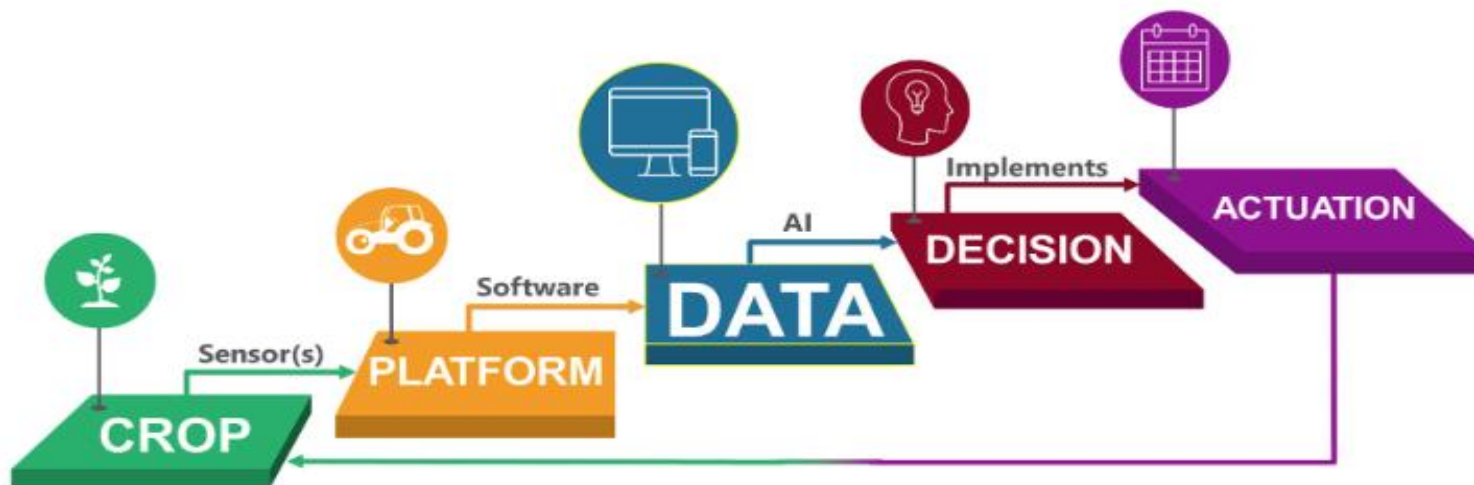 CROP
Sensor(s)
PLATFORM
Software
DATA
AI
DECISION
Implements
ACTUATION